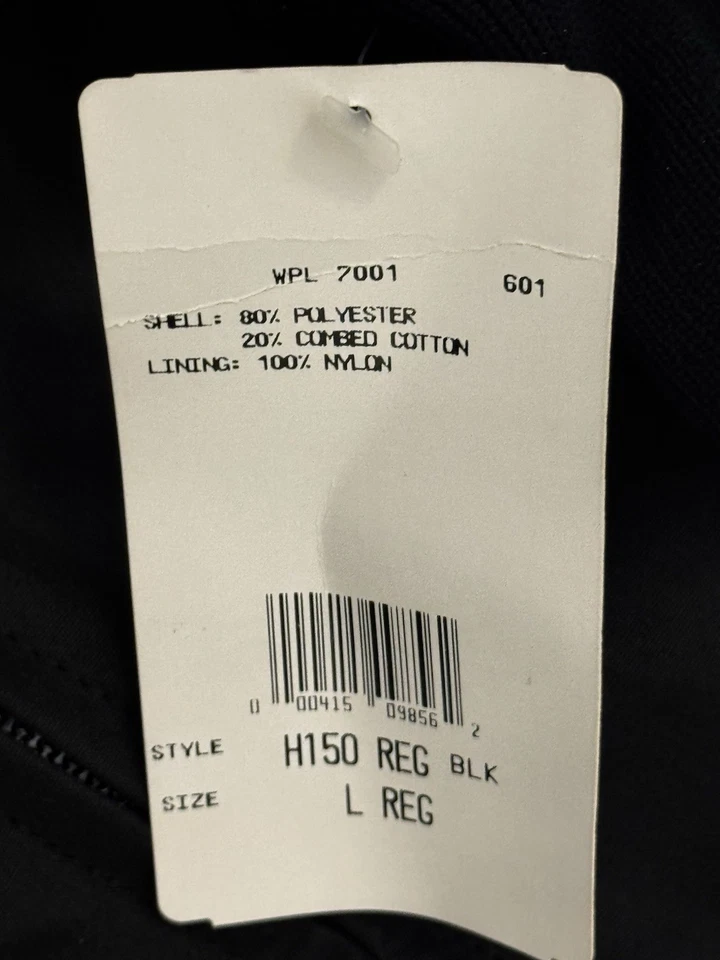 WPL 7001 601
SHELL: 80% POLYESTER
20% COMBED COTTON
LINING: 100% NYLON
0 00415 09856 2
STYLE H150 REG BLK
SIZE L REG